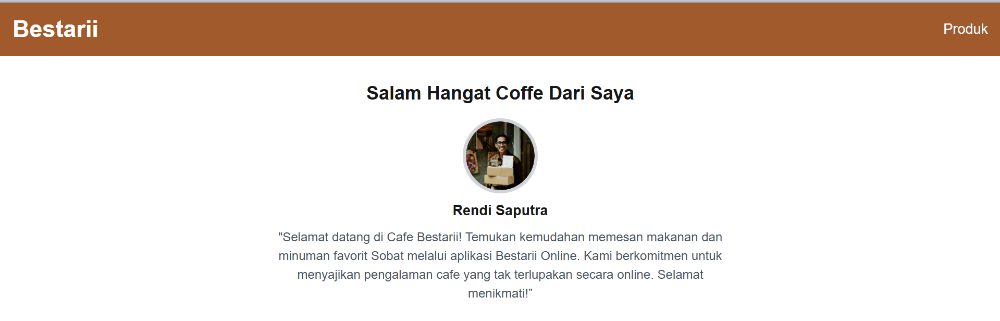 Bestarii
Produk
Salam Hangat Coffe Dari Saya
Rendi Saputra
"Selamat datang di Cafe Bestarii! Temukan kemudahan memesan makanan dan
minuman favorit Sobat melalui aplikasi Bestarii Online. Kami berkomitmen untuk
menyajikan pengalaman cafe yang tak terlupakan secara online. Selamat
menikmati!”